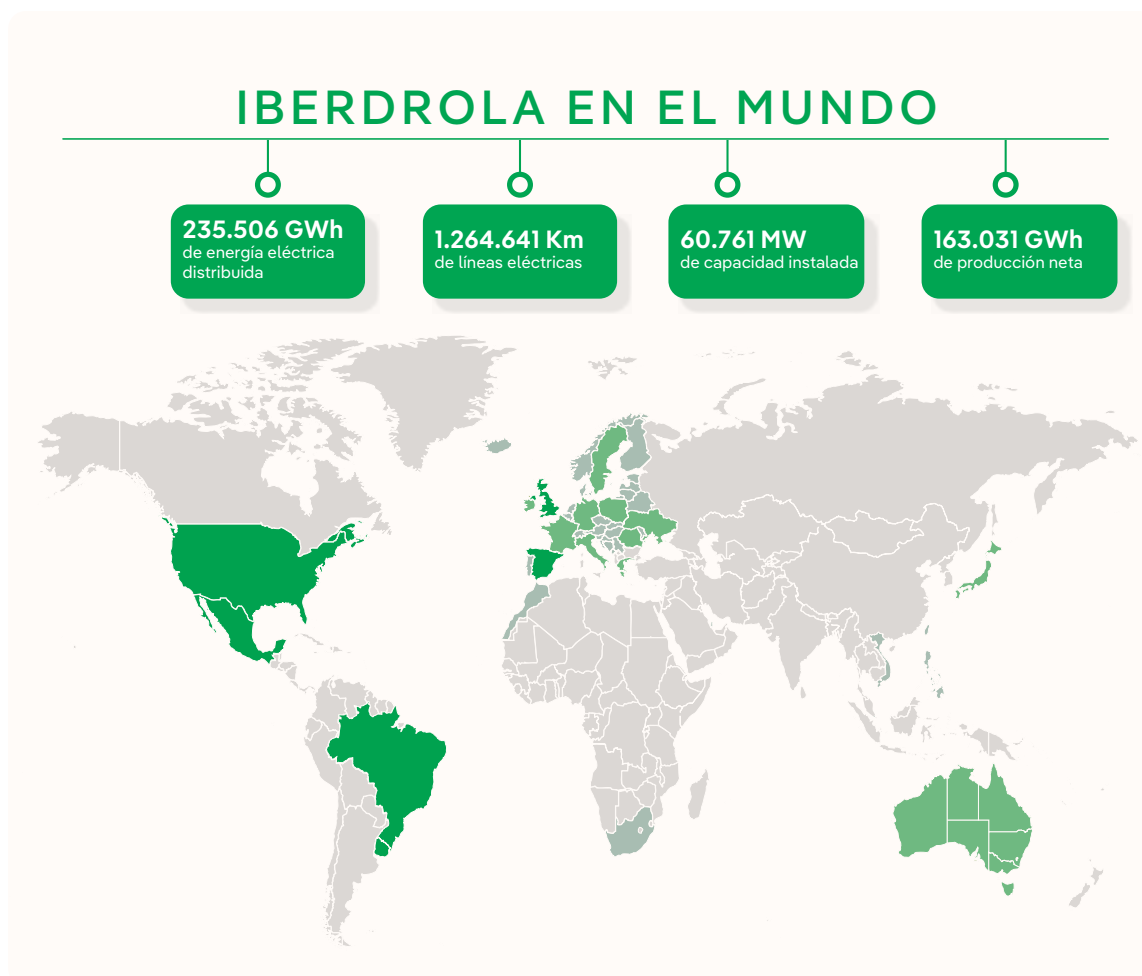 IBERDROLA EN EL MUNDO
235.506 GWh
de energía eléctrica
distribuida
1.264.641 Km
de líneas eléctricas
60.761 MW
de capacidad instalada
163.031 GWh
de producción neta